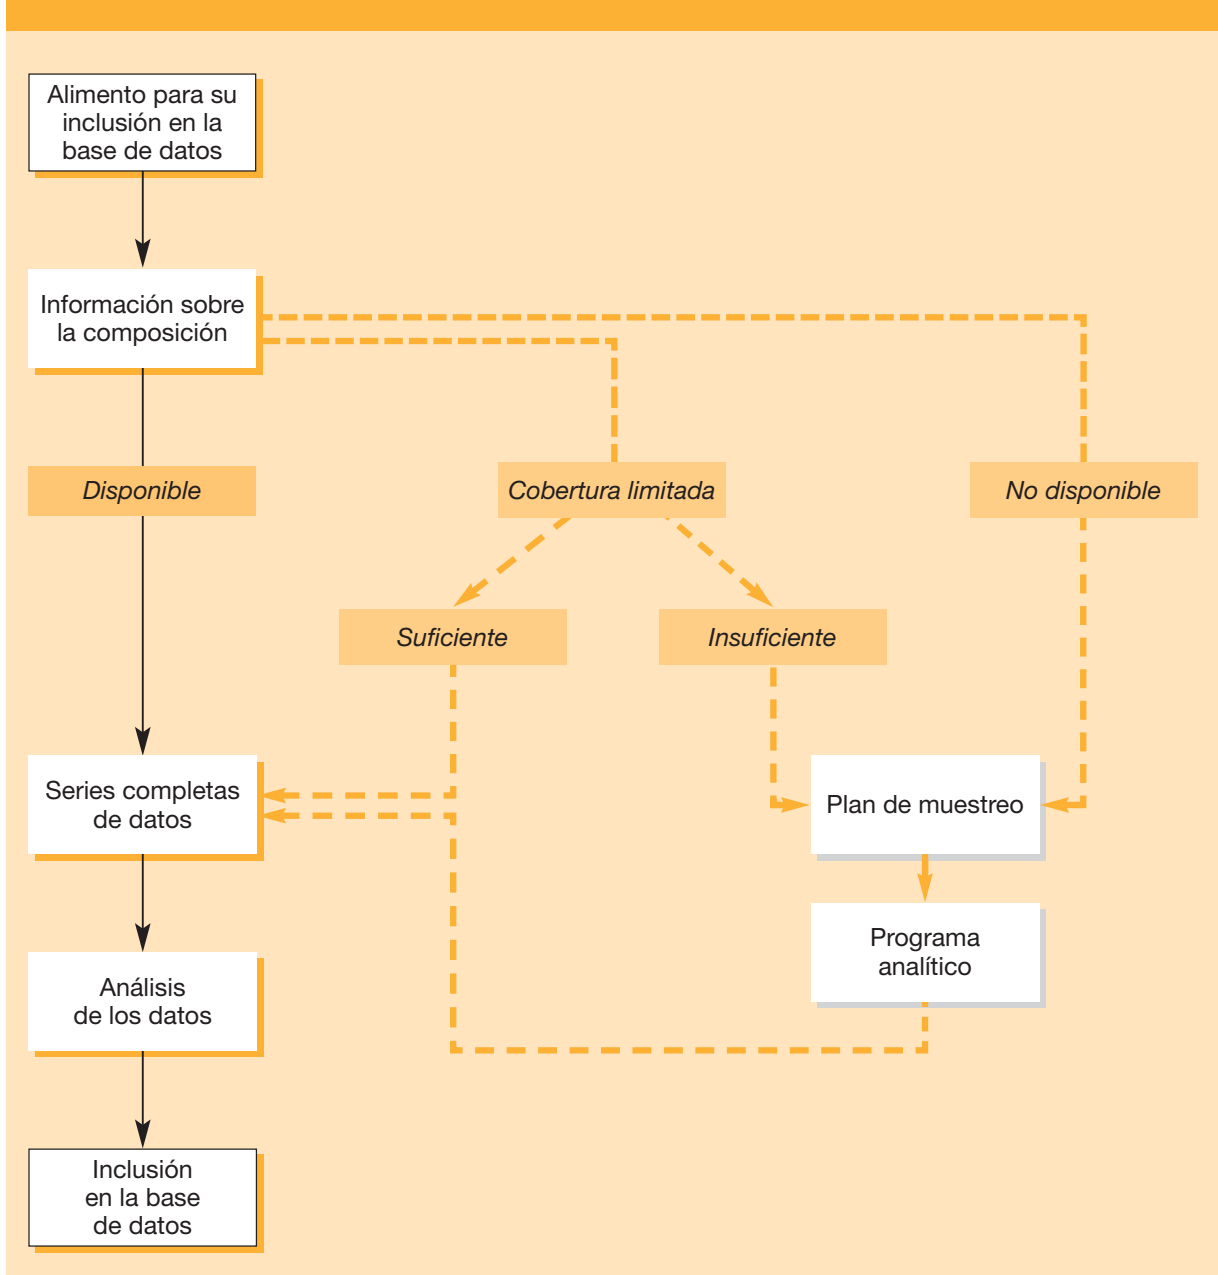 Alimento para su
inclusión en la
base de datos
Información sobre
la composición
Disponible
Cobertura limitada
No disponible
Suficiente
Insuficiente
Series completas
de datos
Plan de muestreo
Programa
analítico
Análisis
de los datos
Inclusión
en la base
de datos